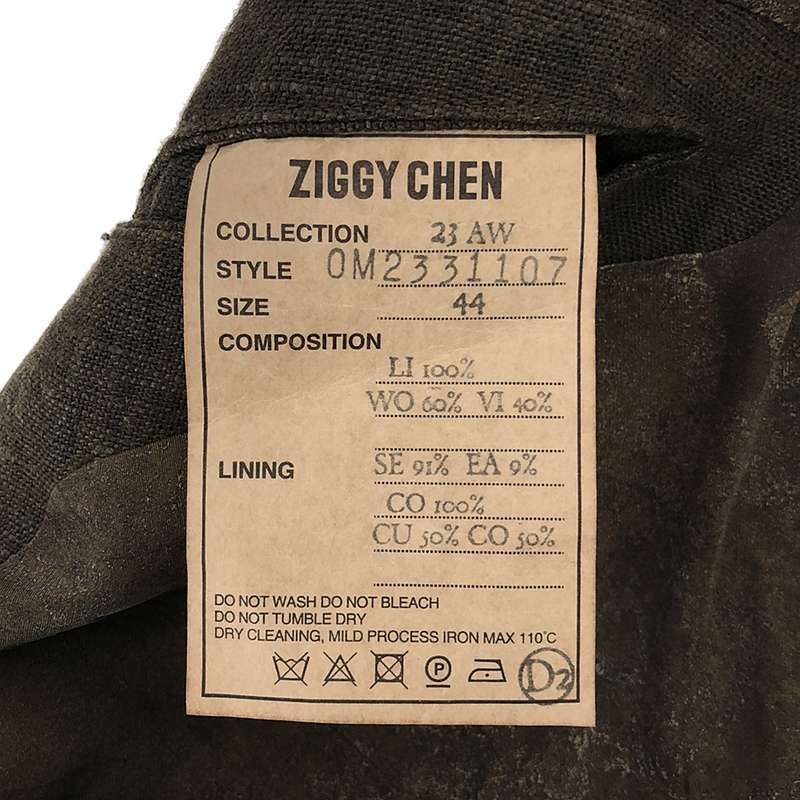 ZIGGY CHEN
COLLECTION 23 AW
STYLE 0M2331107
SIZE 44
COMPOSITION
LI 100%
WO 60% VI 40%
LINING SE 91% EA 9%
CO 100%
CU 50% CO 50%
DO NOT WASH DO NOT BLEACH
DO NOT TUMBLE DRY
DRY CLEANING, MILD PROCESS IRON MAX 110°C
P D2